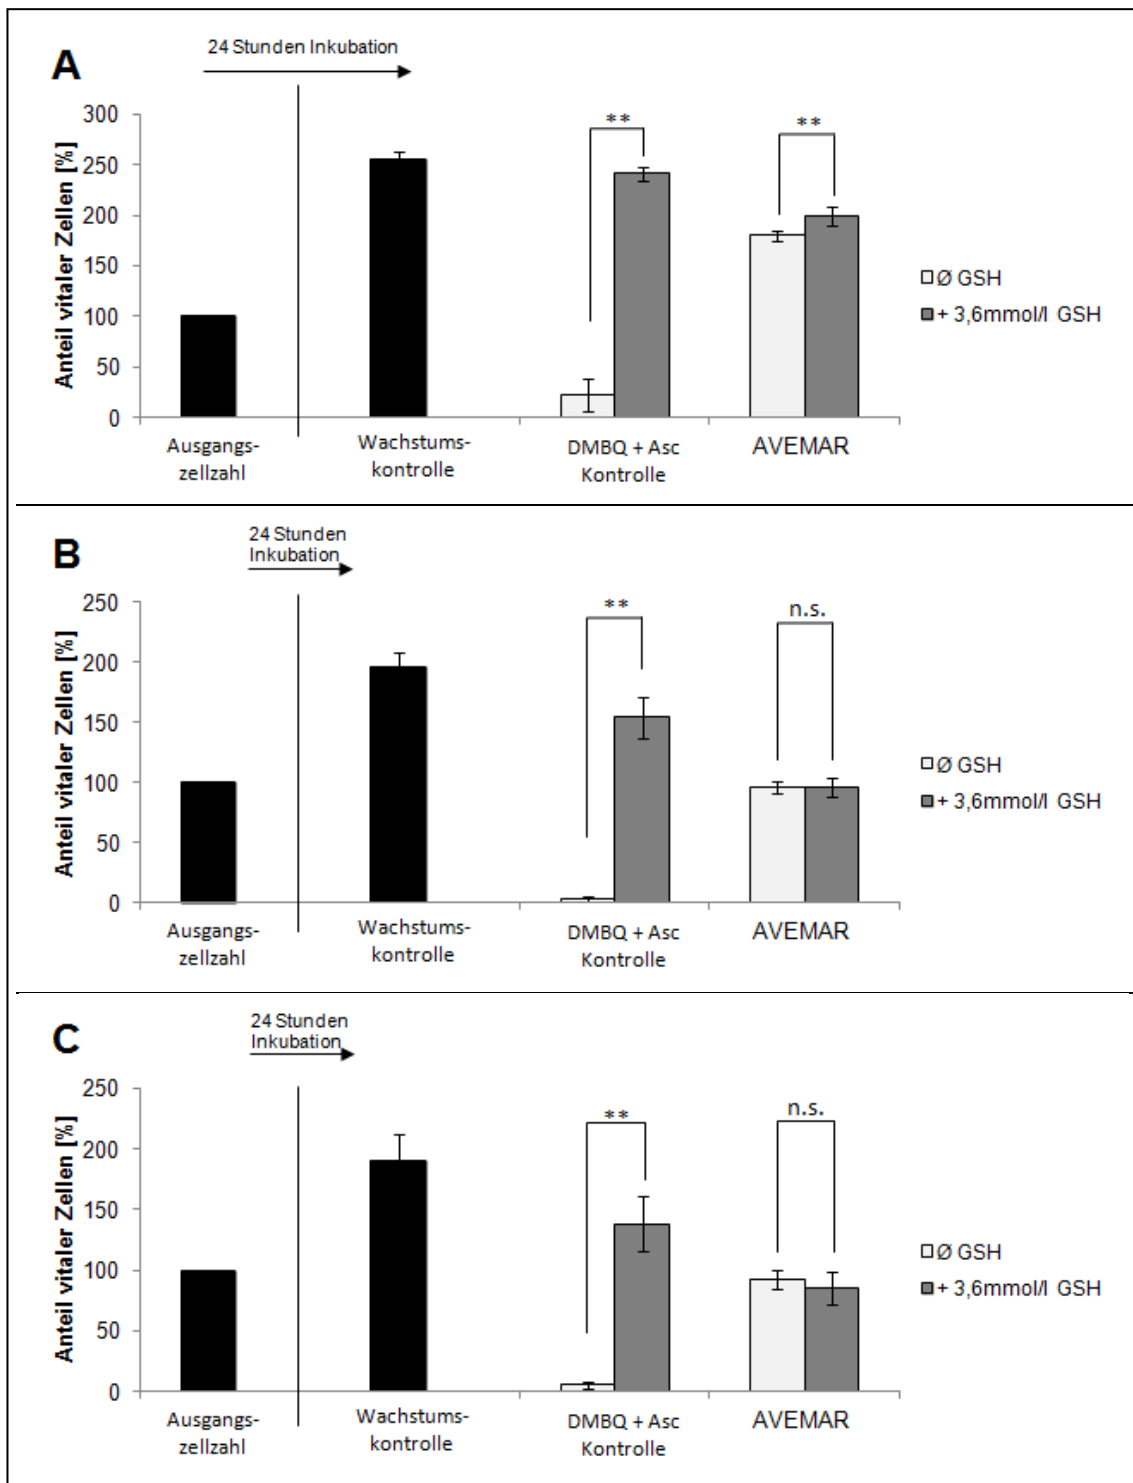 A
24 Stunden Inkubation
Anteil vitaler Zellen [%]
300
250
200
150
100
50
0
**
**
Ausgangs-
zellzahl
Wachstums-
kontrolle
DMBQ + Asc
Kontrolle
AVEMAR
Ø GSH
+ 3,6mmol/l GSH
B
24 Stunden
Inkubation
Anteil vitaler Zellen [%]
250
200
150
100
50
0
**
n.s.
Ausgangs-
zellzahl
Wachstums-
kontrolle
DMBQ + Asc
Kontrolle
AVEMAR
Ø GSH
+ 3,6mmol/l GSH
C
24 Stunden
Inkubation
Anteil vitaler Zellen [%]
250
200
150
100
50
0
**
n.s.
Ausgangs-
zellzahl
Wachstums-
kontrolle
DMBQ + Asc
Kontrolle
AVEMAR
Ø GSH
+ 3,6mmol/l GSH